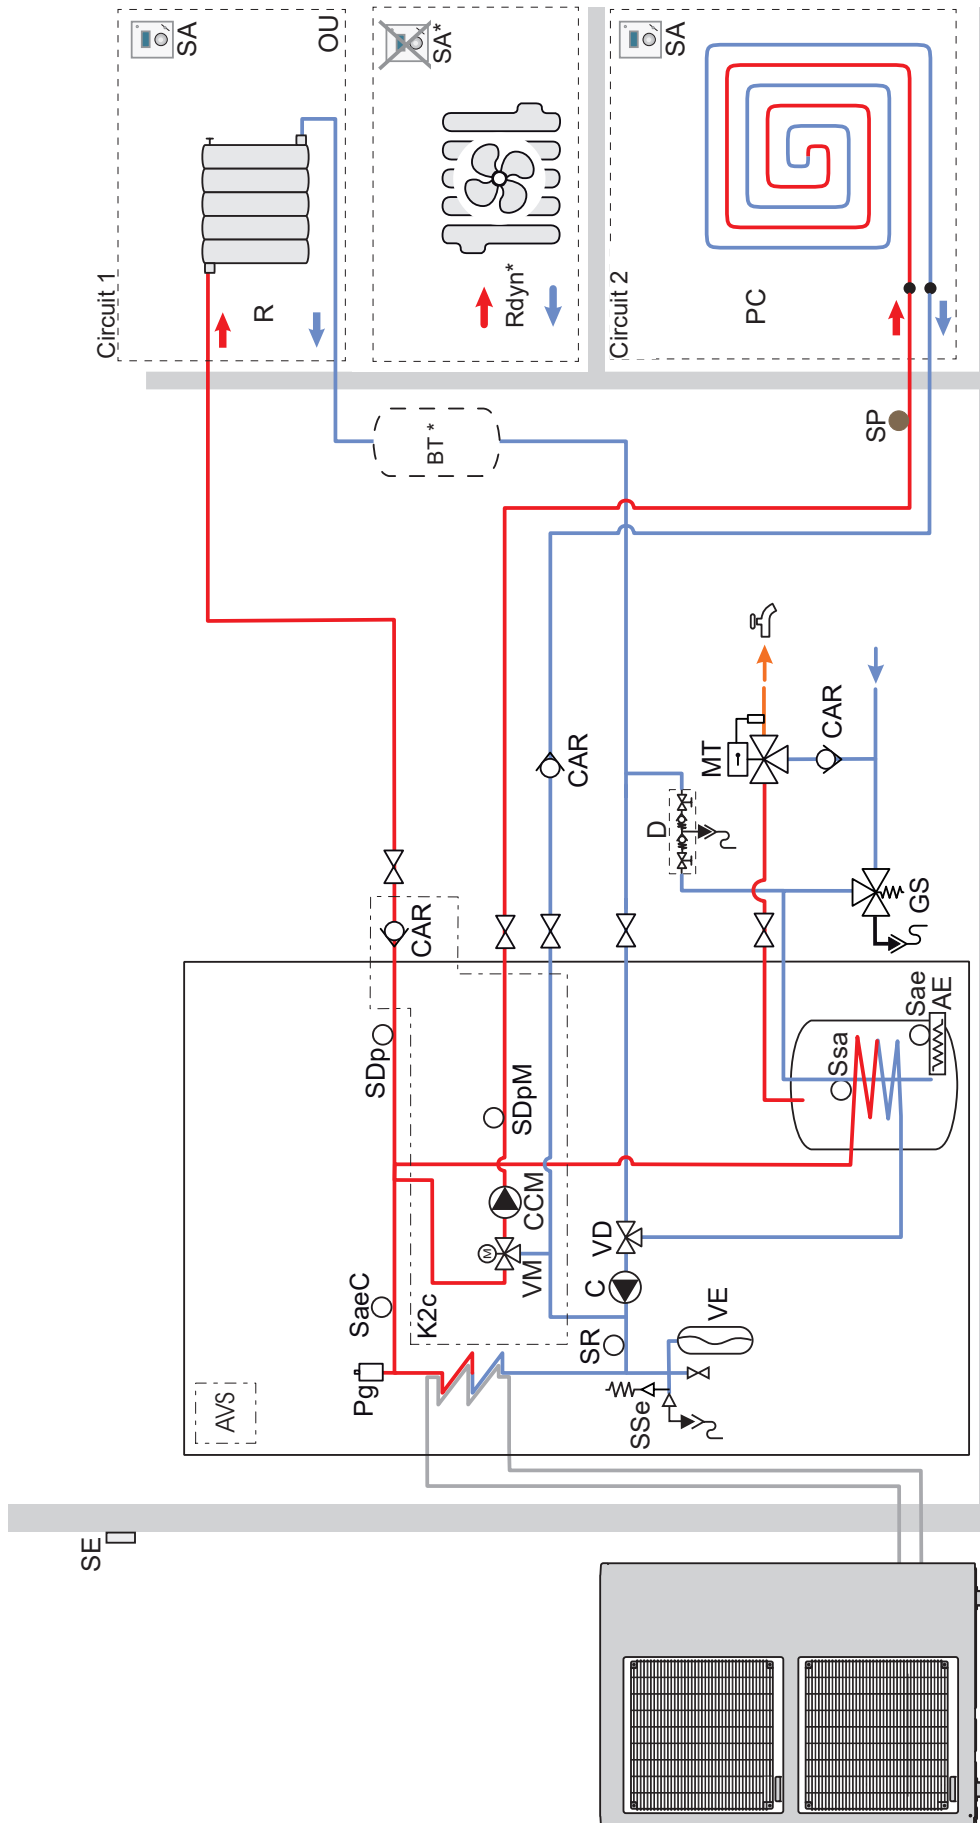 Circuit 1
SA
OU
R
SA*
Rdyn*
Circuit 2
SA
PC
BT *
SP
CAR
D
MT
CAR
GS
CAR
SDp
SDpM
CCM
M
VM
K2c
SaeC
Pg
AVS
VD
C
SR
VE
SSe
Ssa
Sae
AE
SE